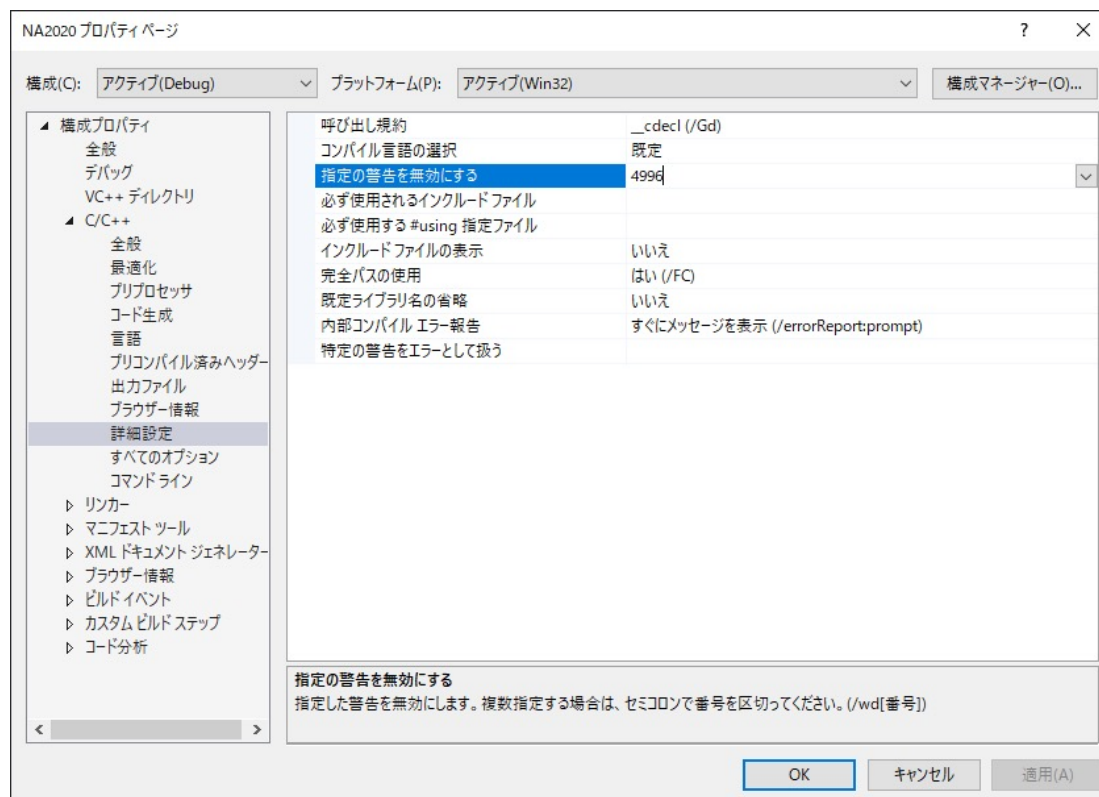 NA2020 プロパティ ページ
? ×
構成(C): アクティブ(Debug) プラットフォーム(P): アクティブ(Win32) 構成マネージャー(O)...
構成プロパティ
全般
デバッグ
VC++ ディレクトリ
C/C++
全般
最適化
プリプロセッサ
コード生成
言語
プリコンパイル済みヘッダー
出力ファイル
ブラウザー情報
詳細設定
すべてのオプション
コマンド ライン
リンカー
マニフェスト ツール
XML ドキュメント ジェネレーター
ブラウザー情報
ビルド イベント
カスタム ビルド ステップ
コード分析
呼び出し規約 __cdecl (/Gd)
コンパイル言語の選択 既定
指定の警告を無効にする 4996
必ず使用されるインクルード ファイル
必ず使用する #using 指定ファイル
インクルード ファイルの表示 いいえ
完全パスの使用 はい (/FC)
既定ライブラリ名の省略 いいえ
内部コンパイル エラー報告 すぐにメッセージを表示 (/errorReport:prompt)
特定の警告をエラーとして扱う
指定の警告を無効にする
指定した警告を無効にします。複数指定する場合は、セミコロンで番号を区切ってください。(/wd[番号])
OK キャンセル 適用(A)